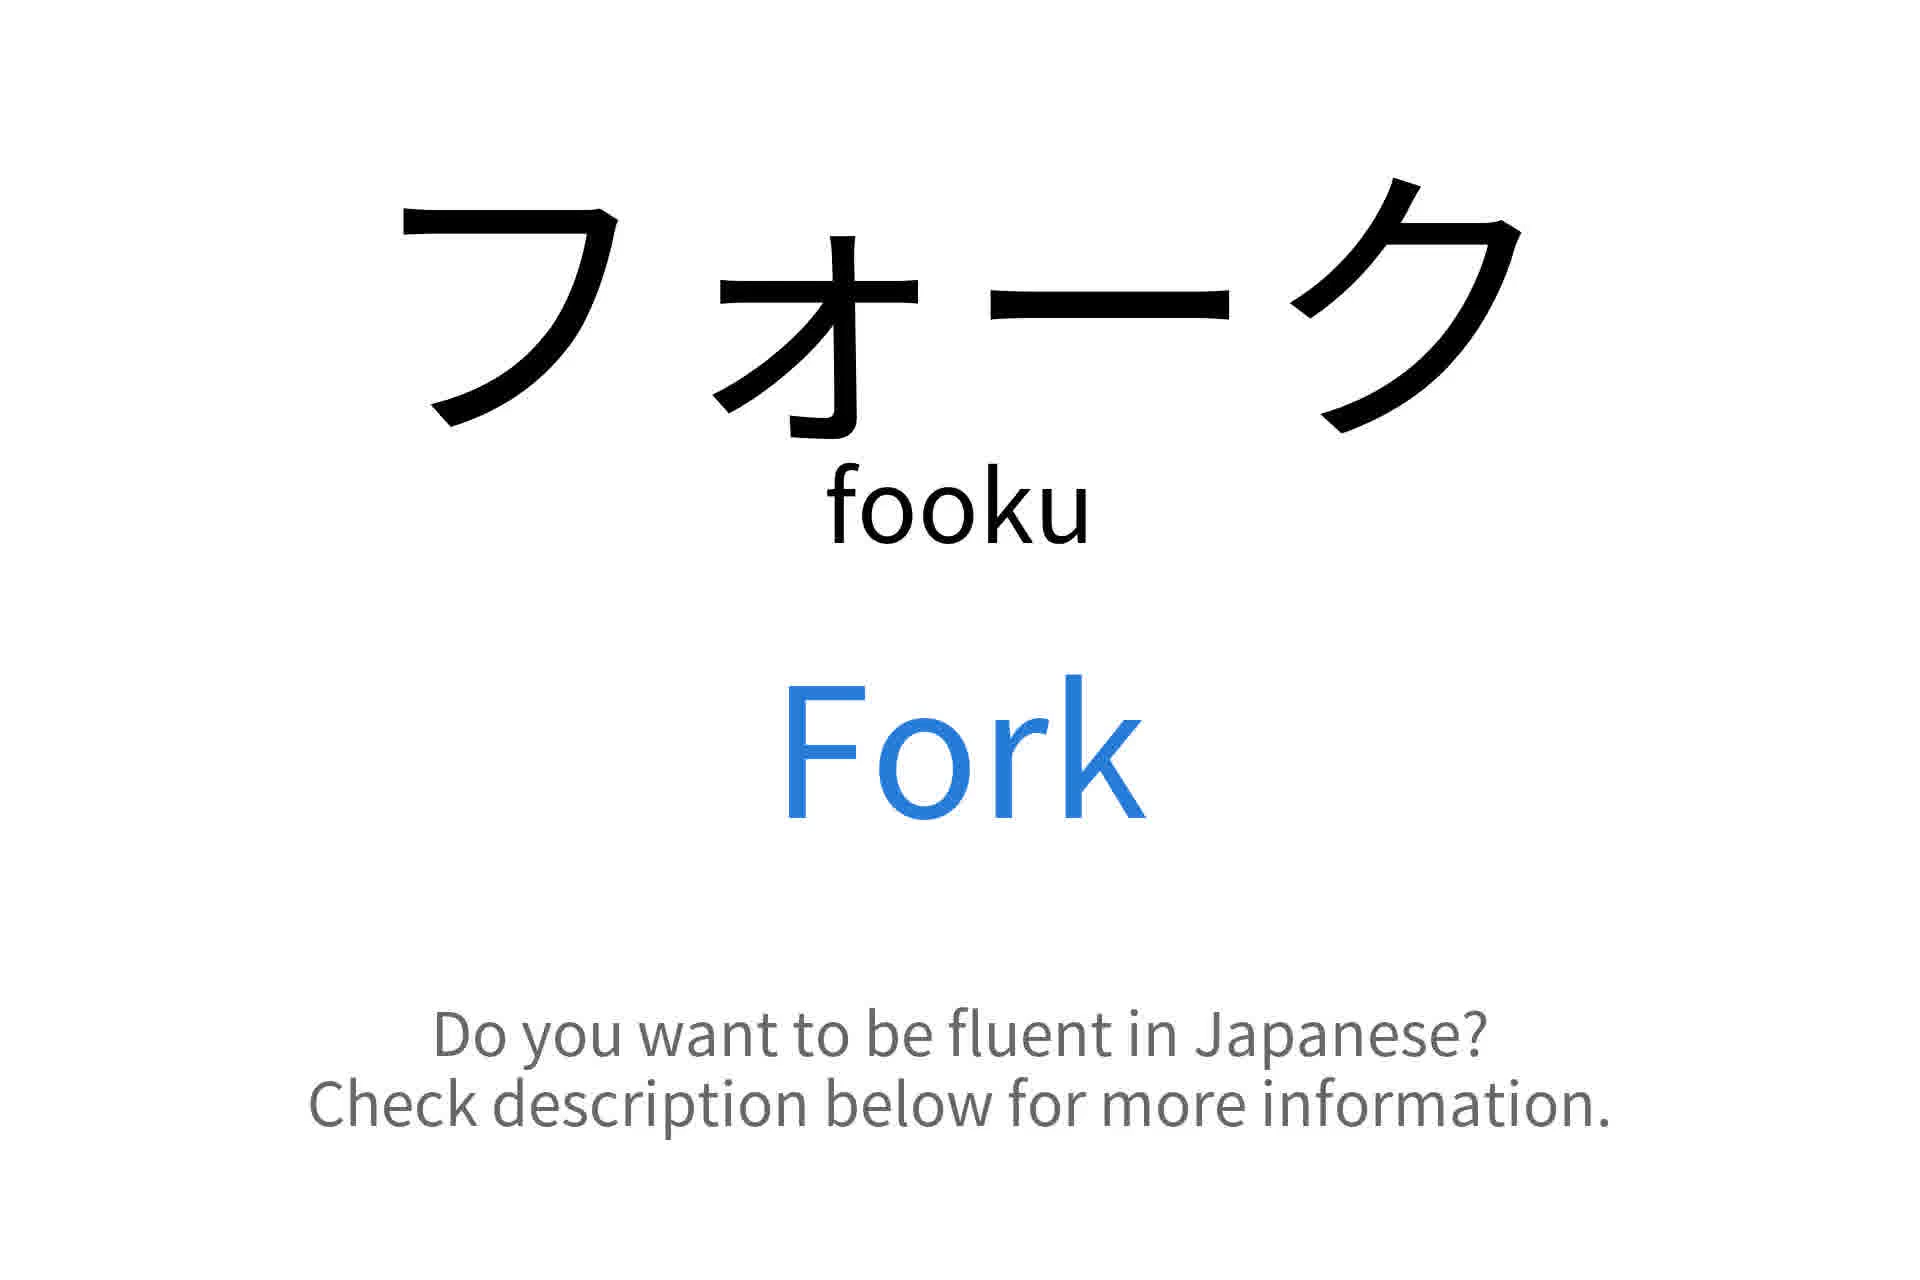 フォーク
fooku
Fork
Do you want to be fluent in Japanese?
Check description below for more information.